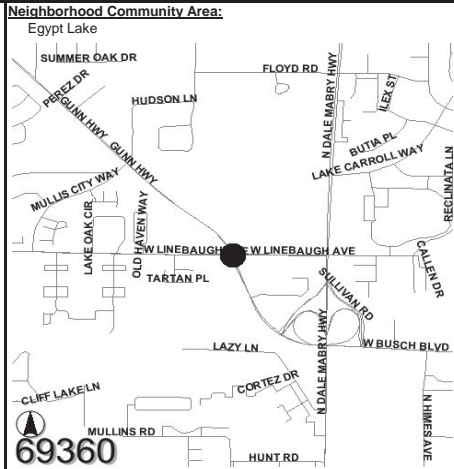 Neighborhood Community Area:
Egypt Lake
SUMMER OAK DR
FLOYD RD
PEREZ DR
GUNN HWY
GUNN HWY
HUDSON LN
N DALE MABRY HWY
ILEX ST
BUTIA PL
LAKE CARROLL WAY
RECLINATA LN
MULLIS CITY WAY
LAKE OAK CIR
OLD HAVEN WAY
W LINEBAUGH AVE
W LINEBAUGH AVE
TARTAN PL
CALLEN DR
SULLIVAN RD
N DALE MABRY HWY
LAZY LN
W BUSCH BLVD
CORTEZ DR
CLIFF LAKE LN
N HIMES AVE
MULLINS RD
HUNT RD
69360